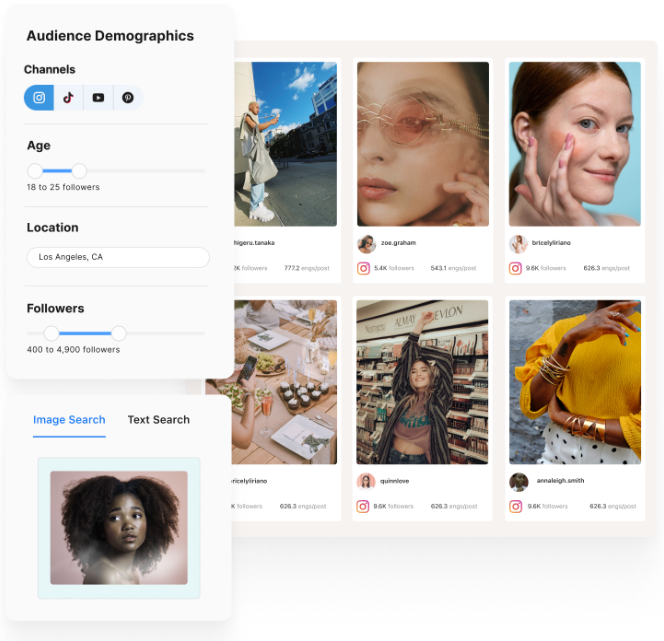 Audience Demographics
Channels
Age
18 to 25 followers
Location
Los Angeles, CA
Followers
400 to 4,900 followers
Image Search Text Search
higeru.tanaka
K followers 777.2 engs/post
zoe.graham
5.4K followers 543.1 engs/post
bricelyliriano
9.6K followers 626.3 engs/post
ALMAY REVLON
ricelyliriano
K followers 626.3 engs/post
quinnlove
9.6K followers 626.3 engs/post
annaleigh.smith
9.6K followers 626.3 engs/post